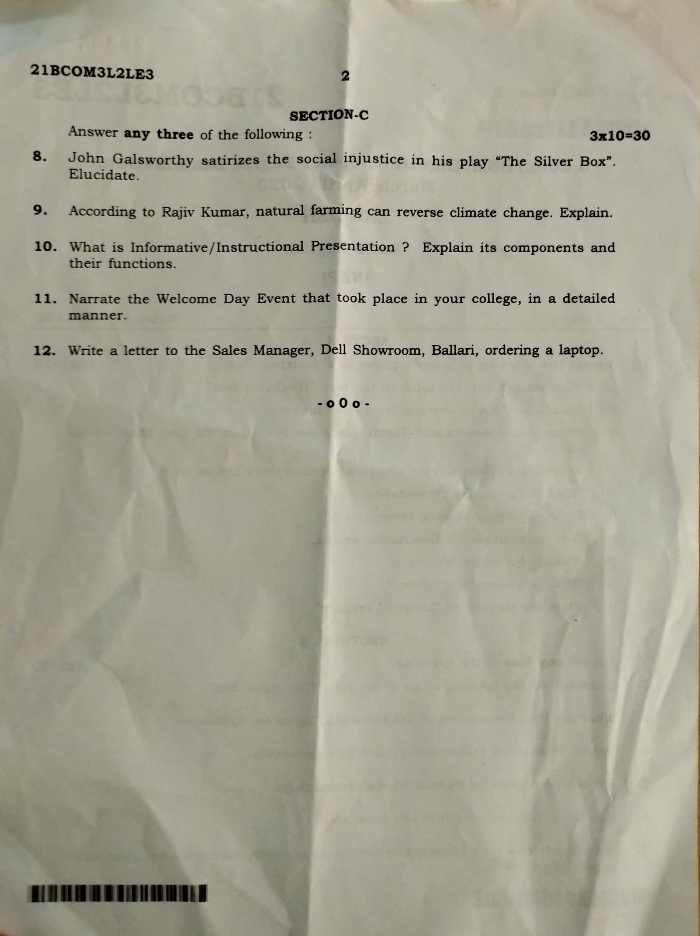 21BCOM3L2LE3
2
SECTION-C
Answer any three of the following :
3x10=30
8. John Galsworthy satirizes the social injustice in his play “The Silver Box”.
Elucidate.
9. According to Rajiv Kumar, natural farming can reverse climate change. Explain.
10. What is Informative/Instructional Presentation ? Explain its components and
their functions.
11. Narrate the Welcome Day Event that took place in your college, in a detailed
manner.
12. Write a letter to the Sales Manager, Dell Showroom, Ballari, ordering a laptop.
- o 0 o -